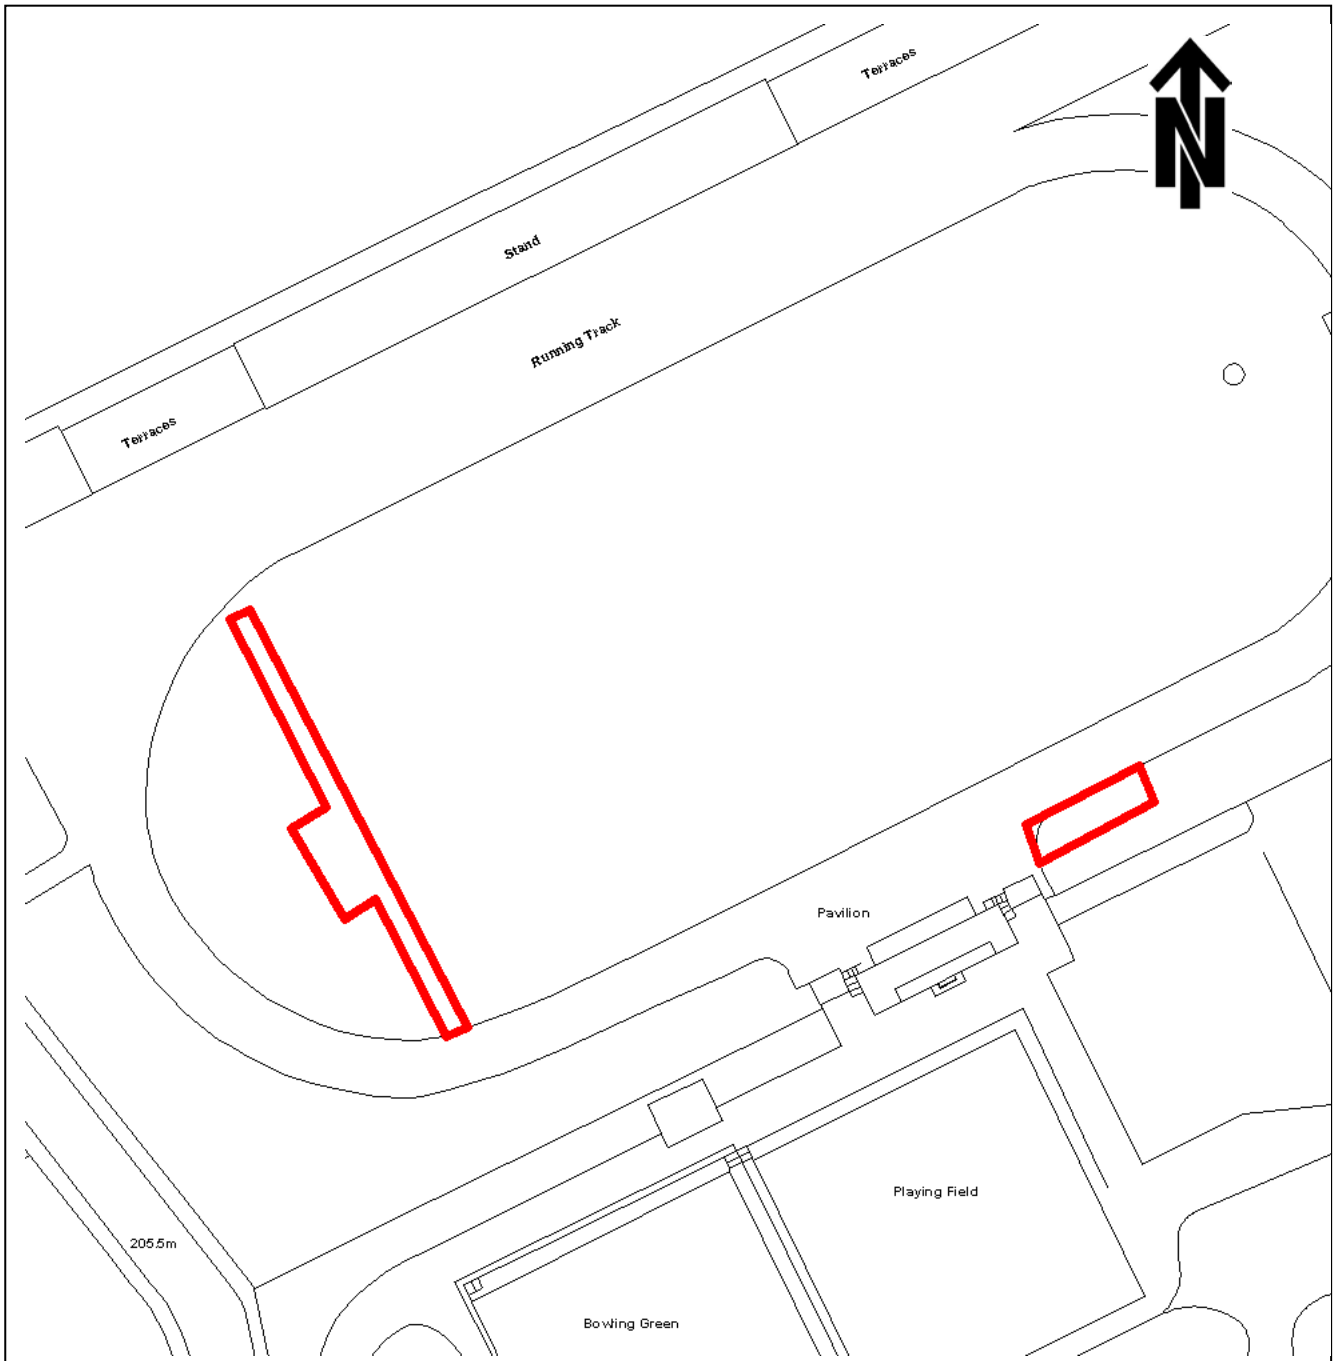 Terraces
N
Stand
Running Track
Terraces
Pavilion
Playing Field
205.5m
Bowling Green